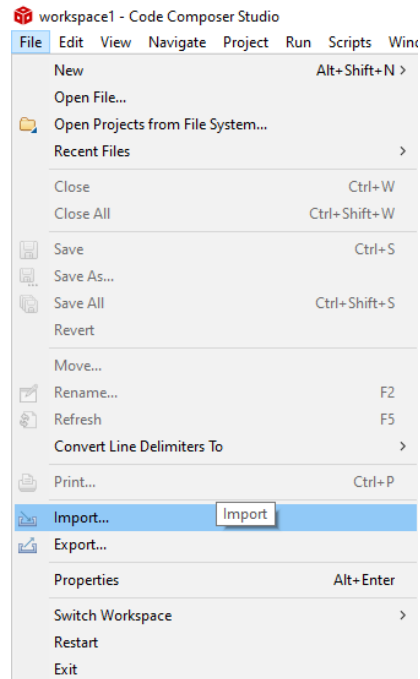 workspace1 - Code Composer Studio
File Edit View Navigate Project Run Scripts
New Alt+Shift+N >
Open File...
Open Projects from File System...
Recent Files >
Close Ctrl+W
Close All Ctrl+Shift+W
Save Ctrl+S
Save As...
Save All Ctrl+Shift+S
Revert
Move...
Rename... F2
Refresh F5
Convert Line Delimiters To >
Print... Ctrl+P
Import... Import
Export...
Properties Alt+Enter
Switch Workspace >
Restart
Exit